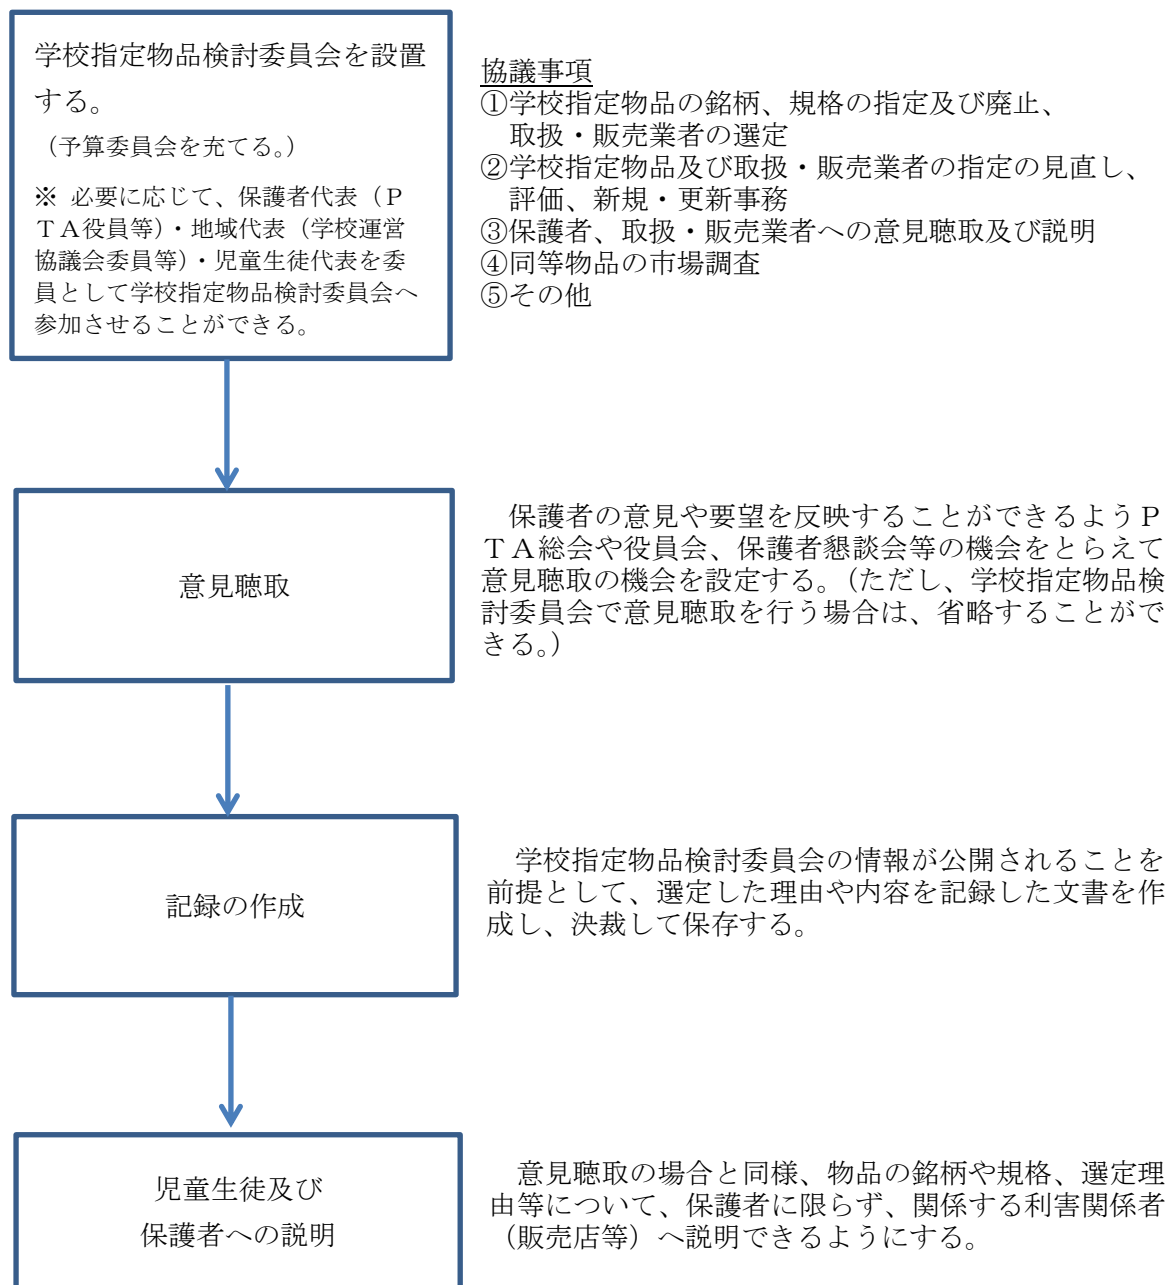 学校指定物品検討委員会を設置
する。
（予算委員会を充てる。）
※ 必要に応じて、保護者代表（Ｐ
ＴＡ役員等）・地域代表（学校運営
協議会委員等）・児童生徒代表を委
員として学校指定物品検討委員会へ
参加させることができる。
協議事項
①学校指定物品の銘柄、規格の指定及び廃止、
取扱・販売業者の選定
②学校指定物品及び取扱・販売業者の指定の見直し、
評価、新規・更新事務
③保護者、取扱・販売業者への意見聴取及び説明
④同等物品の市場調査
⑤その他
意見聴取
保護者の意見や要望を反映することができるようＰ
ＴＡ総会や役員会、保護者懇談会等の機会をとらえて
意見聴取の機会を設定する。（ただし、学校指定物品検
討委員会で意見聴取を行う場合は、省略することがで
きる。）
記録の作成
学校指定物品検討委員会の情報が公開されることを
前提として、選定した理由や内容を記録した文書を作
成し、決裁して保存する。
児童生徒及び
保護者への説明
意見聴取の場合と同様、物品の銘柄や規格、選定理
由等について、保護者に限らず、関係する利害関係者
（販売店等）へ説明できるようにする。